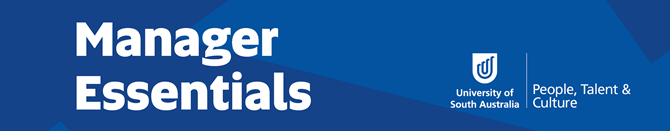 Manager
Essentials
University of
South Australia
People, Talent &
Culture